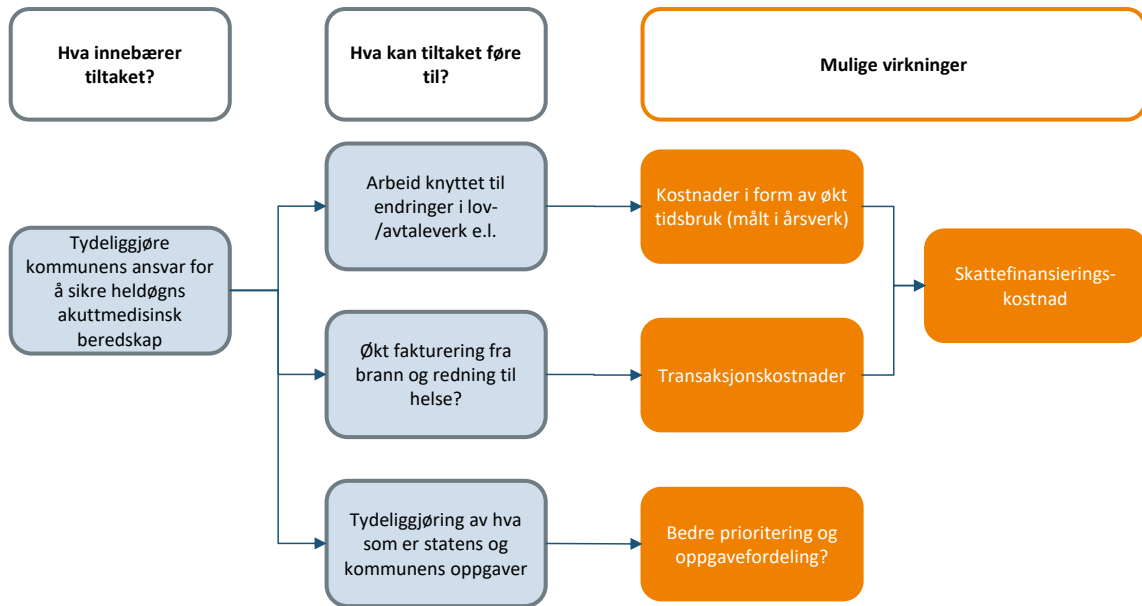 Hva innebærer
tiltaket?
Hva kan tiltaket føre
til?
Mulige virkninger
Tydeliggjøre
kommunens ansvar for
å sikre heldøgns
akuttmedisinsk
beredskap
Arbeid knyttet til
endringer i lov-
/avtaleverk e.l.
Kostnader i form av økt
tidsbruk (målt i årsverk)
Skattefinansierings-
kostnad
Økt fakturering fra
brann og redning til
helse?
Transaksjonskostnader
Tydeliggjøring av hva
som er statens og
kommunens oppgaver
Bedre prioritering og
oppgavefordeling?